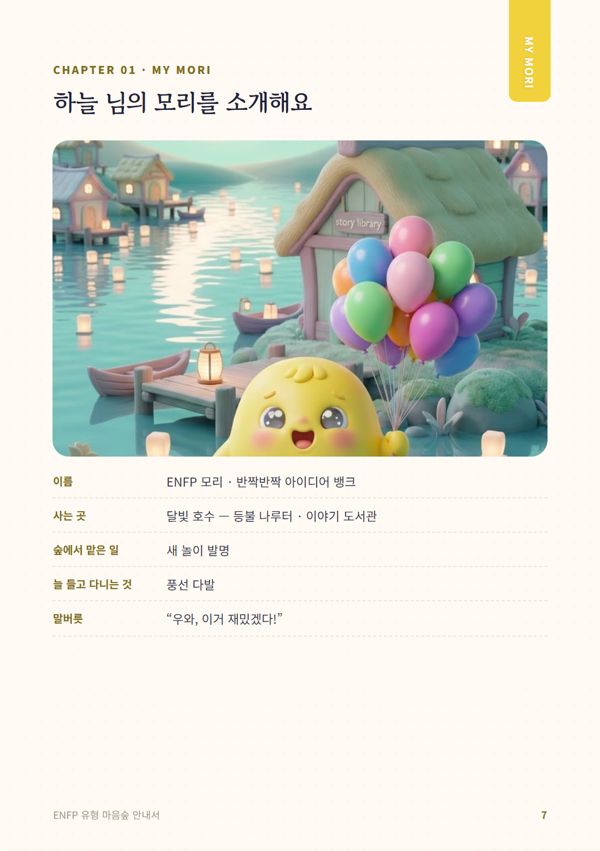 MY MORI
CHAPTER 01 · MY MORI
하늘 님의 모리를 소개해요
story library
이름 ENFP 모리 · 반짝반짝 아이디어 뱅크
사는 곳 달빛 호수 — 등불 나루터 · 이야기 도서관
숲에서 맡은 일 새 놀이 발명
늘 들고 다니는 것 풍선 다발
말버릇 “우와, 이거 재밌겠다!”
ENFP 유형 마음숲 안내서 7